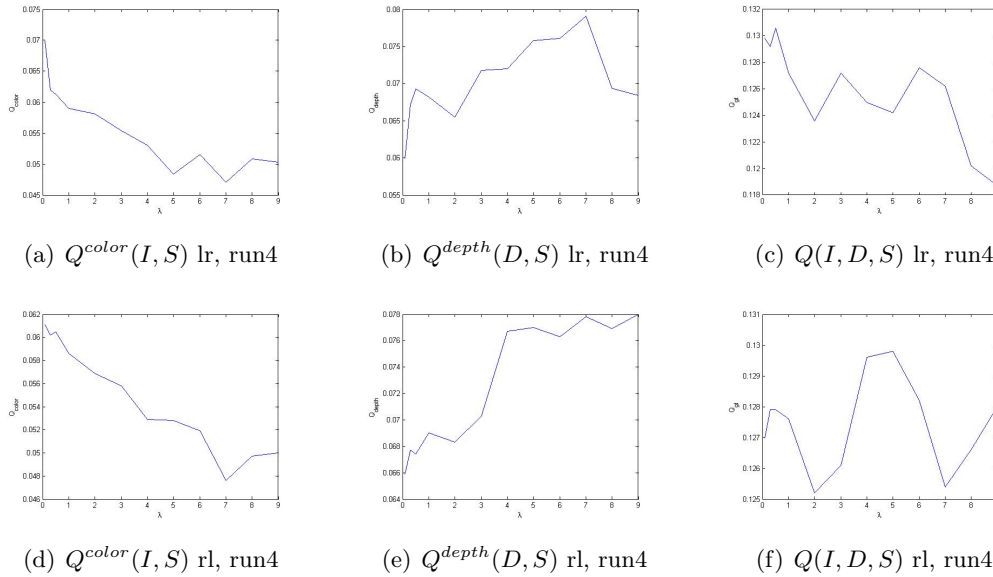 0.075
0.07
0.065
0.06
0.055
0.05
0.045
0 1 2 3 4 5 6 7 8 9
λ
Q_color
0.08
0.075
0.07
0.065
0.06
0.055
0 1 2 3 4 5 6 7 8 9
λ
Q_depth
0.132
0.13
0.128
0.126
0.124
0.122
0.12
0.118
0 1 2 3 4 5 6 7 8
λ
(a) Q^{color}(I, S) lr, run4
(b) Q^{depth}(D, S) lr, run4
(c) Q(I, D, S) lr, run4
0.062
0.06
0.058
0.056
0.054
0.052
0.05
0.048
0.046
0 1 2 3 4 5 6 7 8 9
λ
Q_color
0.078
0.076
0.074
0.072
0.07
0.068
0.066
0.064
0 1 2 3 4 5 6 7 8 9
λ
Q_depth
0.131
0.13
0.129
0.128
0.127
0.126
0.125
0 1 2 3 4 5 6 7 8
λ
(d) Q^{color}(I, S) rl, run4
(e) Q^{depth}(D, S) rl, run4
(f) Q(I, D, S) rl, run4